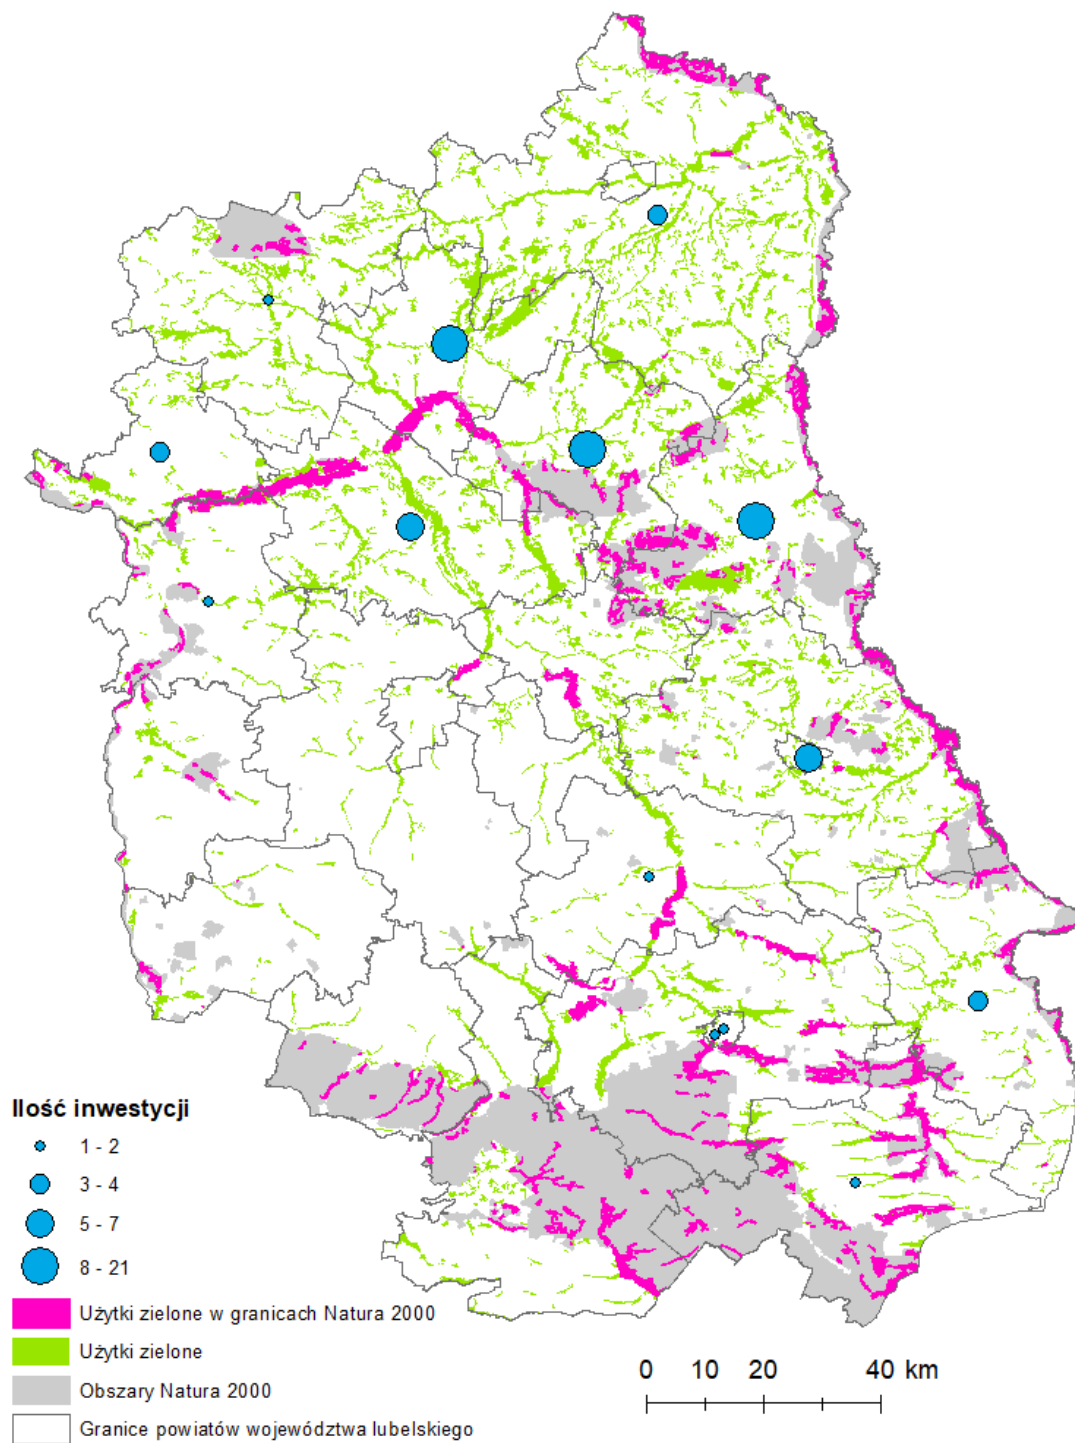 Ilość inwestycji
1 - 2
3 - 4
5 - 7
8 - 21
Użytki zielone w granicach Natura 2000
Użytki zielone
Obszary Natura 2000
Granice powiatów województwa lubelskiego
0 10 20 40 km